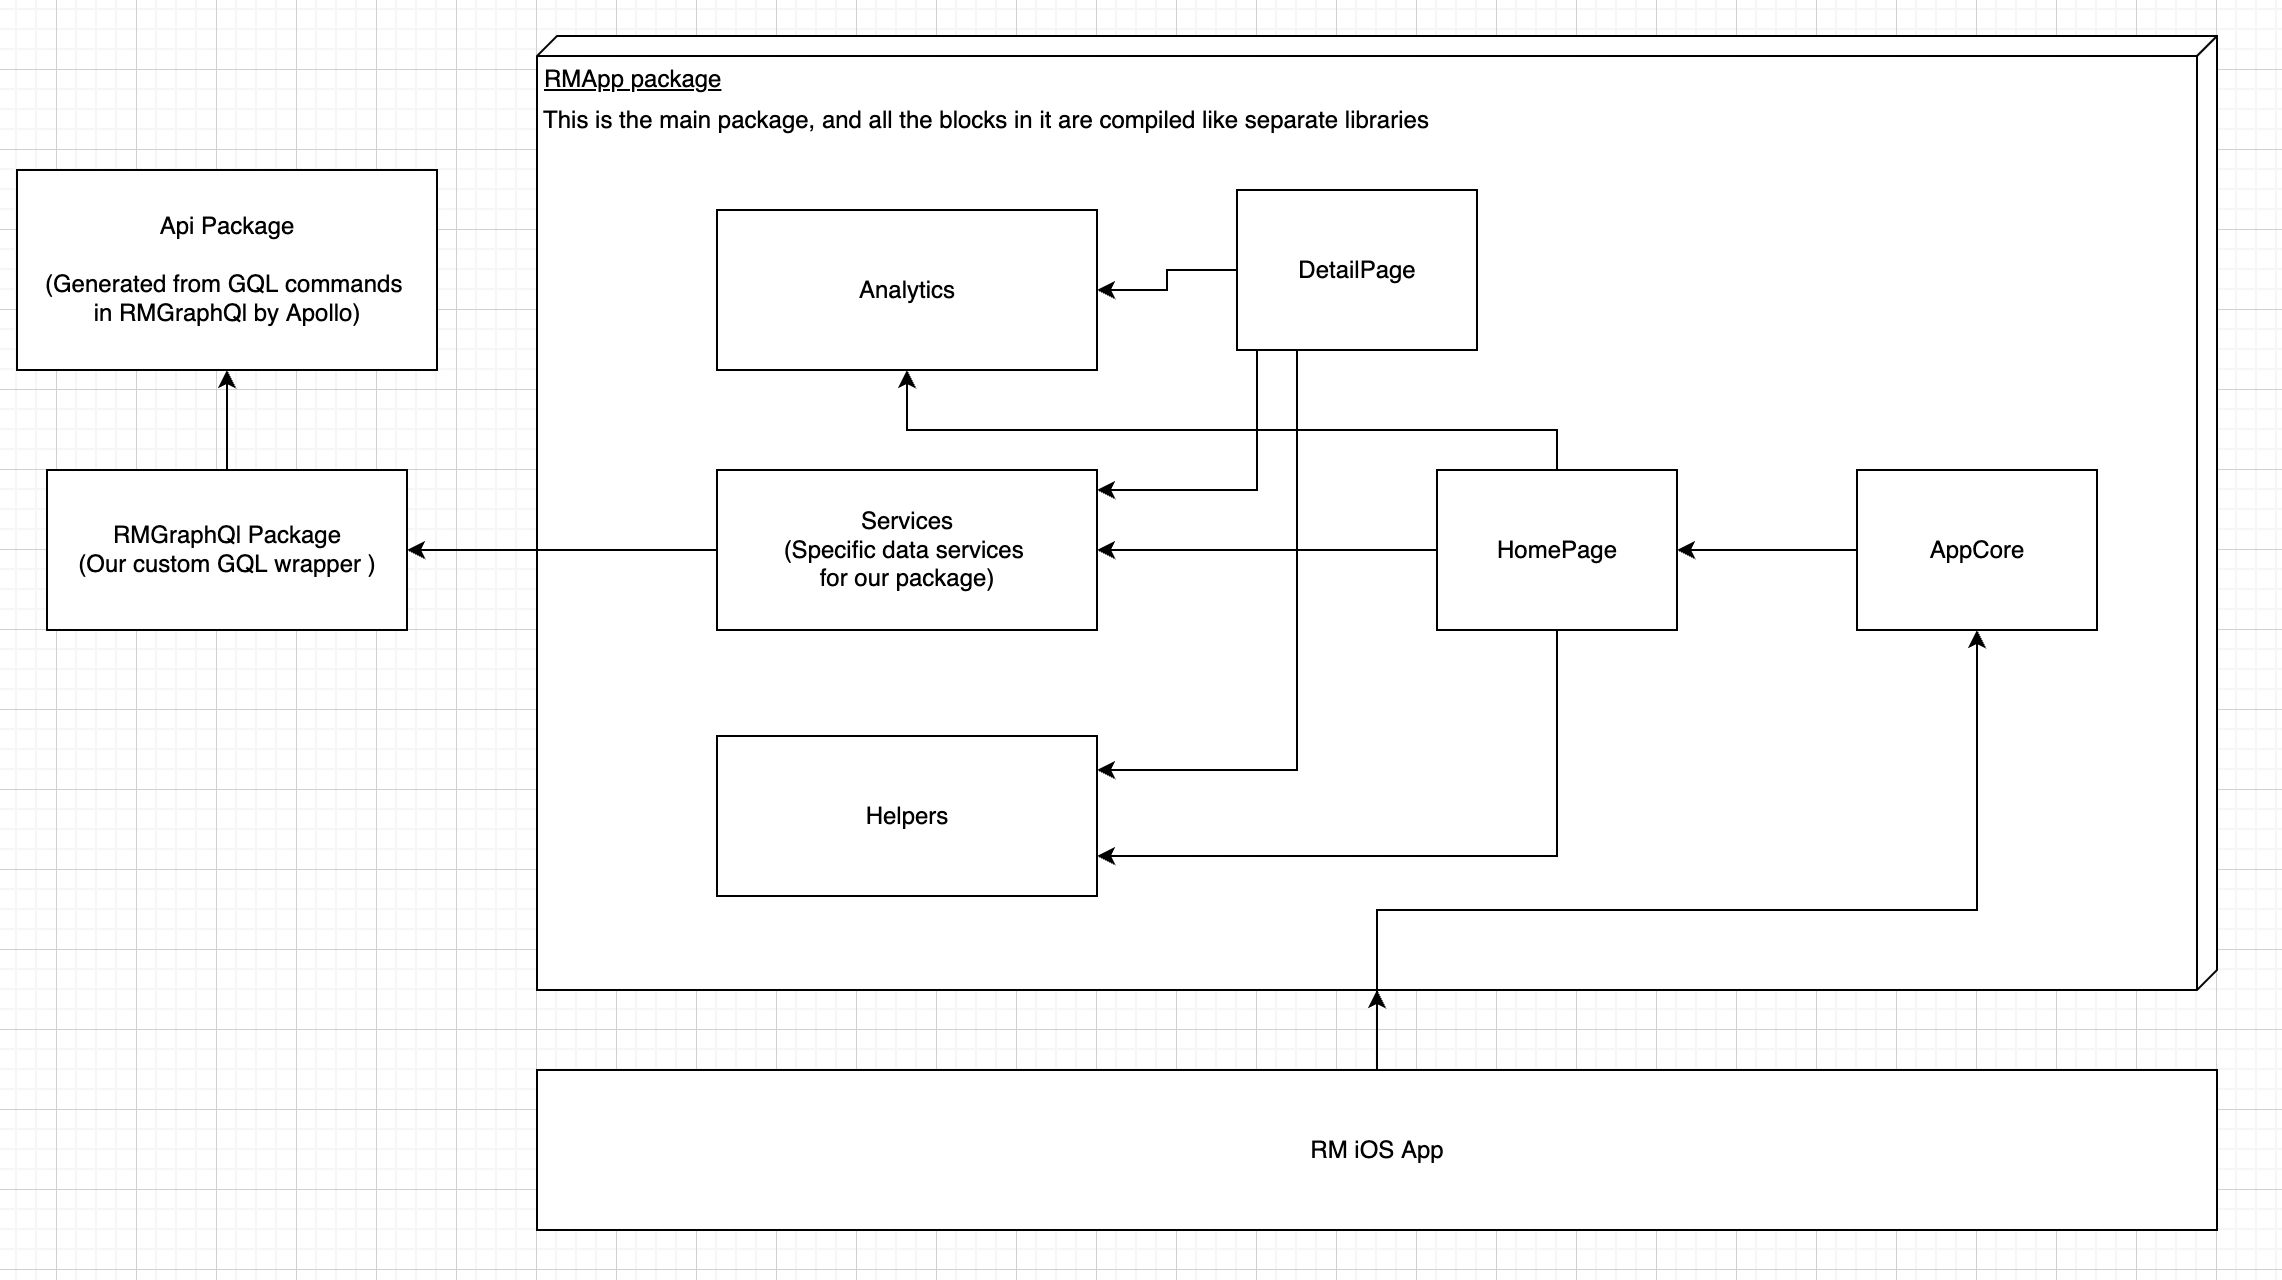 RMApp package
This is the main package, and all the blocks in it are compiled like separate libraries
Api Package
(Generated from GQL commands
in RMGraphQl by Apollo)
Analytics
DetailPage
RMGraphQl Package
(Our custom GQL wrapper )
Services
(Specific data services
for our package)
HomePage
AppCore
Helpers
RM iOS App